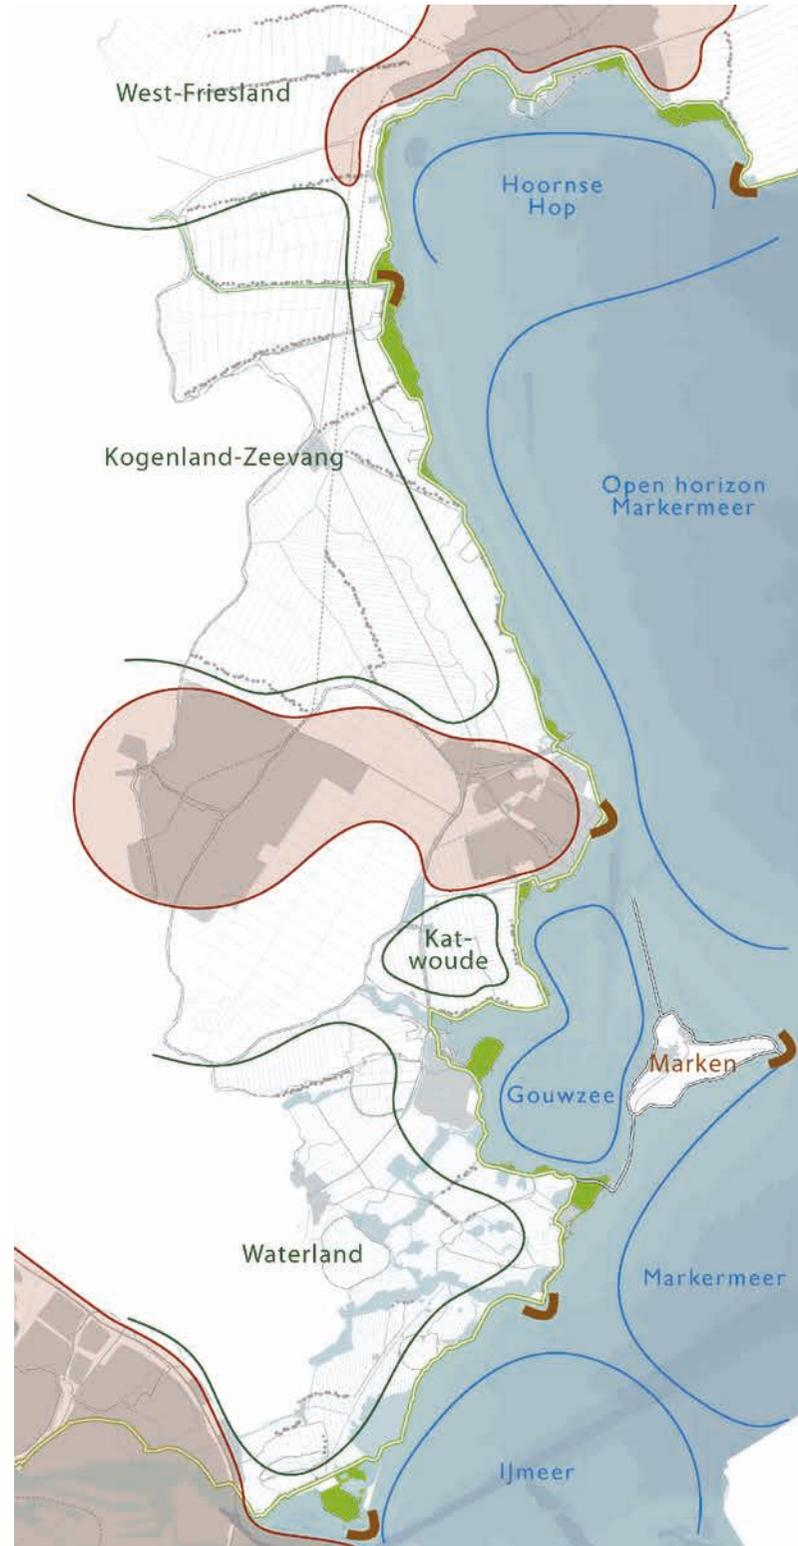 West-Friesland
Hoornse
Hop
Kogenland-Zeevang
Open horizon
Markermeer
Kat-
woude
Marken
Gouwzee
Waterland
Markermeer
IJmeer